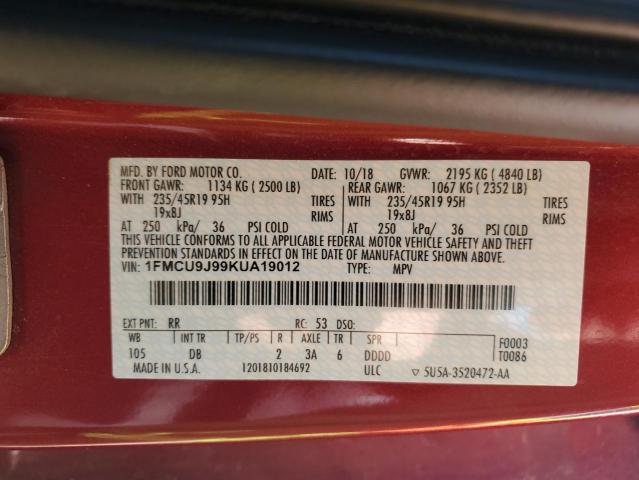 MFD. BY FORD MOTOR CO. DATE: 10/18 GVWR: 2195 KG ( 4840 LB)
FRONT GAWR: 1134 KG ( 2500 LB) REAR GAWR: 1067 KG ( 2352 LB)
WITH 235/45R19 95H TIRES WITH 235/45R19 95H TIRES
19x8J RIMS 19x8J RIMS
AT 250 kPa/ 36 PSI COLD AT 250 kPa/ 36 PSI COLD
THIS VEHICLE CONFORMS TO ALL APPLICABLE FEDERAL MOTOR VEHICLE SAFETY AND THEFT
PREVENTION STANDARDS IN EFFECT ON THE DATE OF MANUFACTURE SHOWN ABOVE.
VIN: 1FMCU9J99KUA19012 TYPE: MPV
EXT PNT: RR RC: 53 DSO:
WB INT TR TP/PS R AXLE TR SPR F0003
105 DB 2 3A 6 DDDD T0086
MADE IN U.S.A. 1201810184692 ULC ▽ 5U5A-3520472-AA